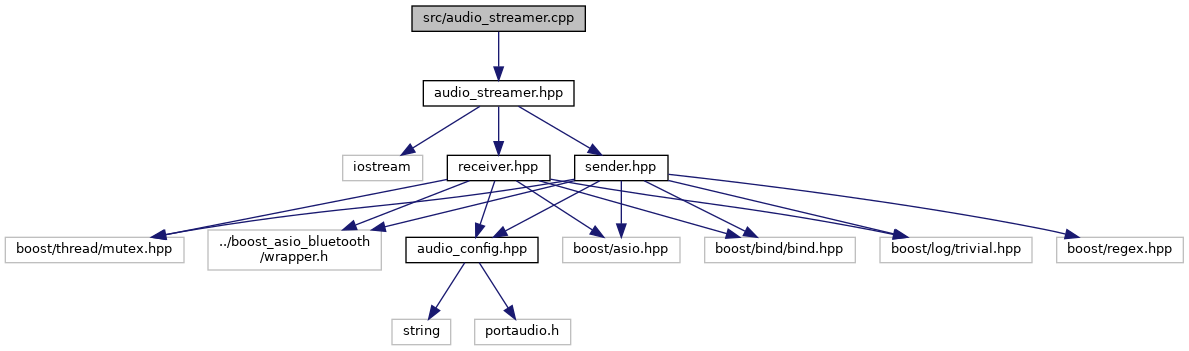 src/audio_streamer.cpp
audio_streamer.hpp
iostream
receiver.hpp
sender.hpp
boost/thread/mutex.hpp
../boost_asio_bluetooth
/wrapper.h
audio_config.hpp
boost/asio.hpp
boost/bind/bind.hpp
boost/log/trivial.hpp
boost/regex.hpp
string
portaudio.h